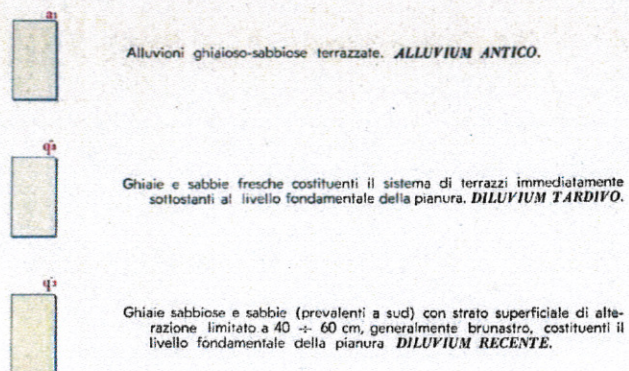 a1
Alluvioni ghiaioso-sabbiose terrazzate. ALLUVIUM ANTICO.
Ghiaie e sabbie fresche costituenti il sistema di terrazzi immediatamente
sottostanti al livello fondamentale della pianura. DILUVIUM TARDIVO.
Ghiaie sabbiose e sabbie (prevalenti a sud) con strato superficiale di alte-
razione limitato a 40 ÷ 60 cm, generalmente brunastro, costituenti il
livello fondamentale della pianura DILUVIUM RECENTE.